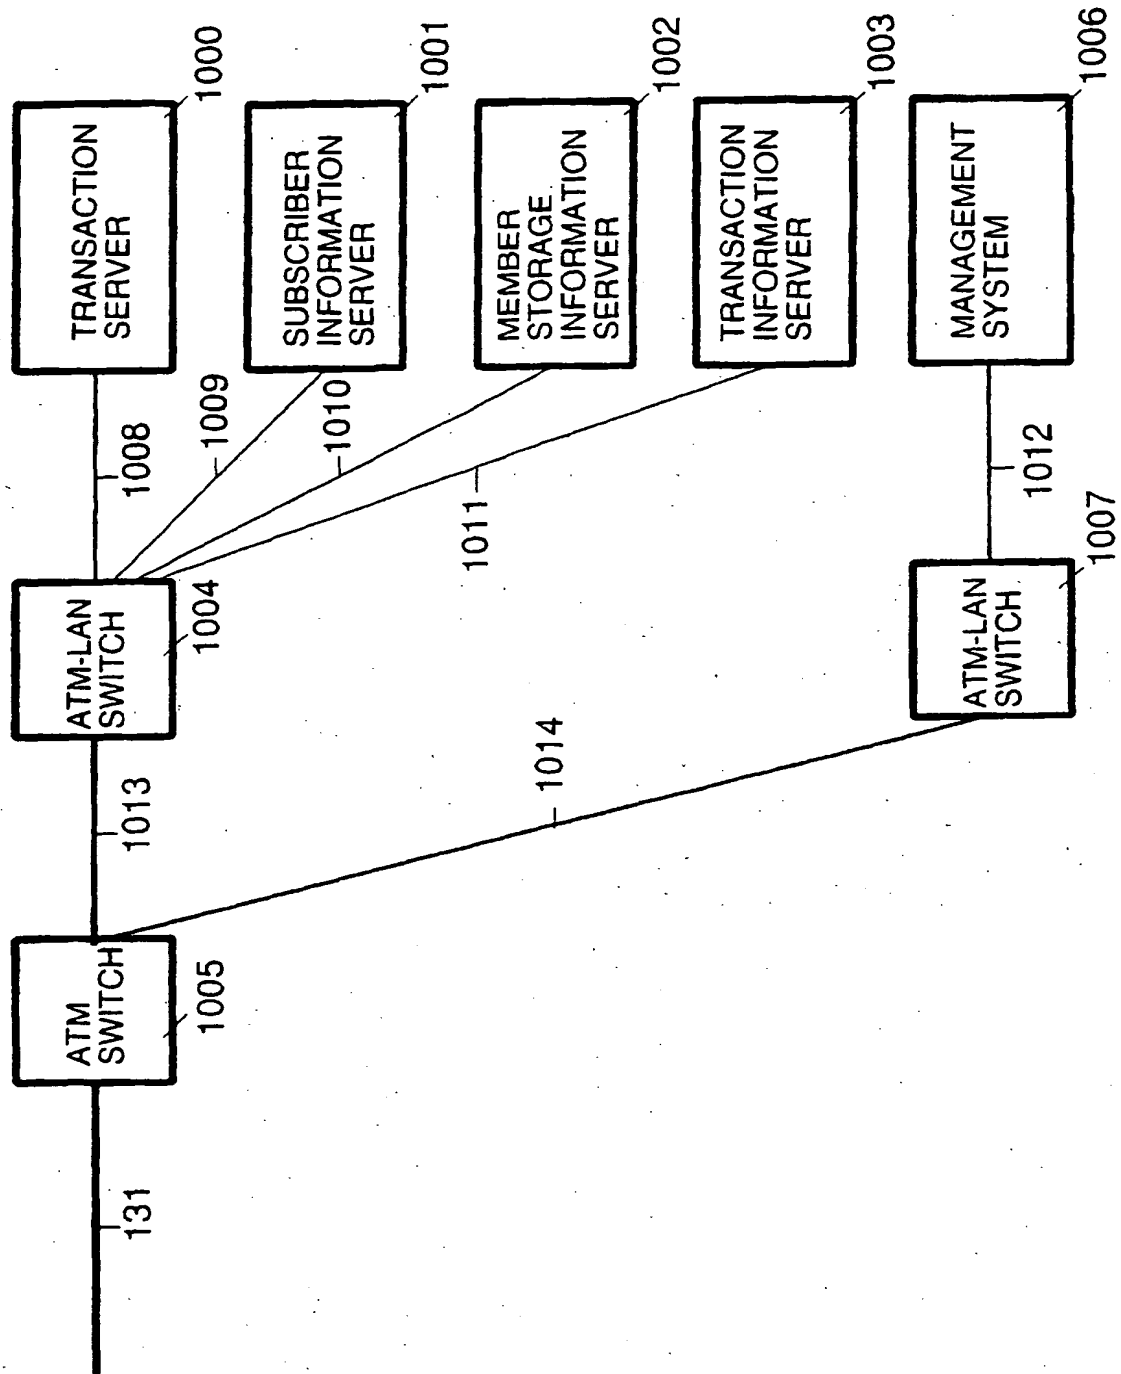 TRANSACTION
SERVER
1000
SUBSCRIBER
INFORMATION
SERVER
1001
MEMBER
STORAGE
INFORMATION
SERVER
1002
TRANSACTION
INFORMATION
SERVER
1003
MANAGEMENT
SYSTEM
1006
1008
1009
1010
1011
1012
ATM-LAN
SWITCH
1004
ATM-LAN
SWITCH
1007
1013
1014
ATM
SWITCH
1005
131